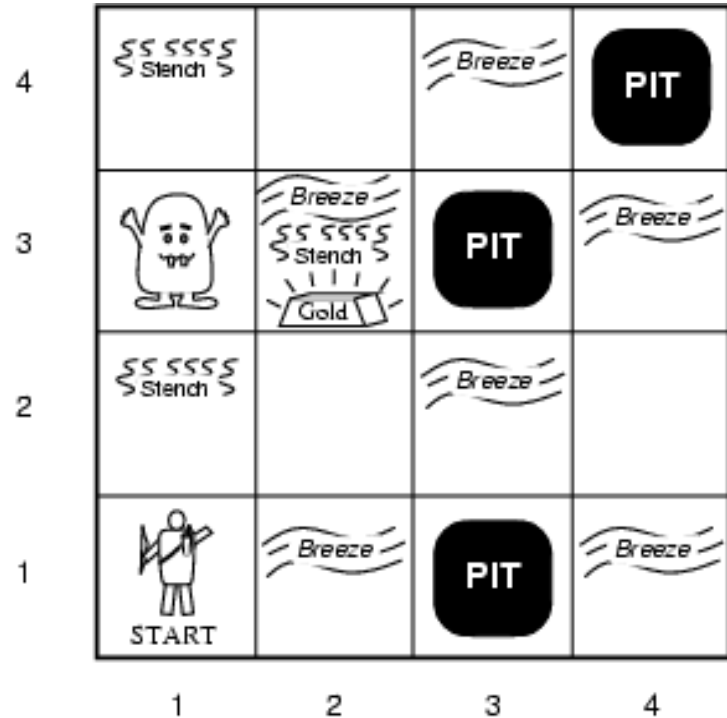 4
Stench
Breeze
PIT
3
Breeze
Stench
Gold
PIT
Breeze
2
Stench
Breeze
1
START
Breeze
PIT
Breeze
1 2 3 4